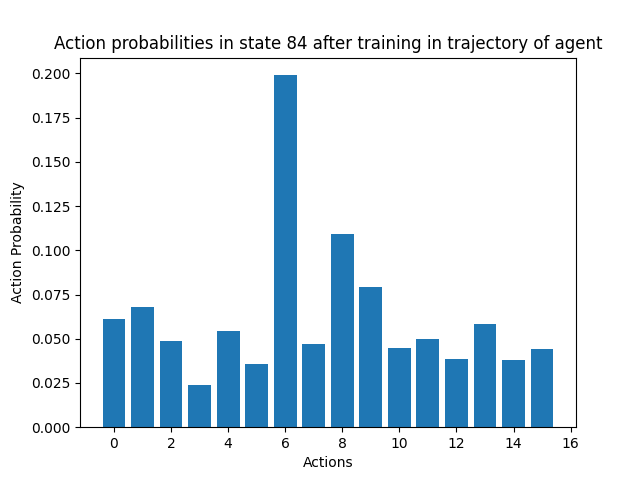 Action probabilities in state 84 after training in trajectory of agent
0.200
0.175
0.150
0.125
0.100
0.075
0.050
0.025
0.000
Action Probability
0 2 4 6 8 10 12 14 16
Actions